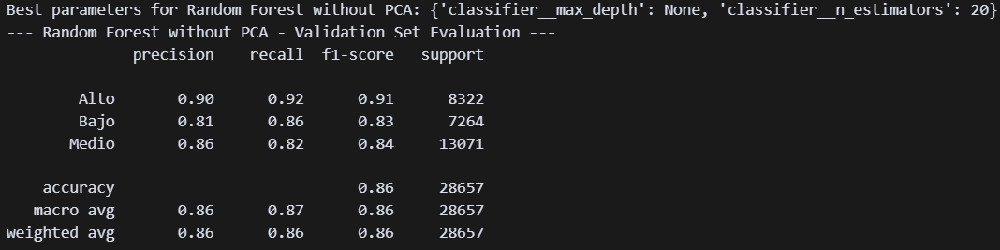 Best parameters for Random Forest without PCA: {'classifier__max_depth': None, 'classifier__n_estimators': 20}
--- Random Forest without PCA - Validation Set Evaluation ---
              precision    recall  f1-score   support

        Alto       0.90      0.92      0.91      8322
        Bajo       0.81      0.86      0.83      7264
       Medio       0.86      0.82      0.84     13071

    accuracy                           0.86     28657
   macro avg       0.86      0.87      0.86     28657
weighted avg       0.86      0.86      0.86     28657